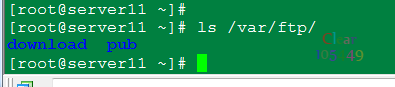 [root@server11 ~]#
[root@server11 ~]# ls /var/ftp/
download  pub
[root@server11 ~]#